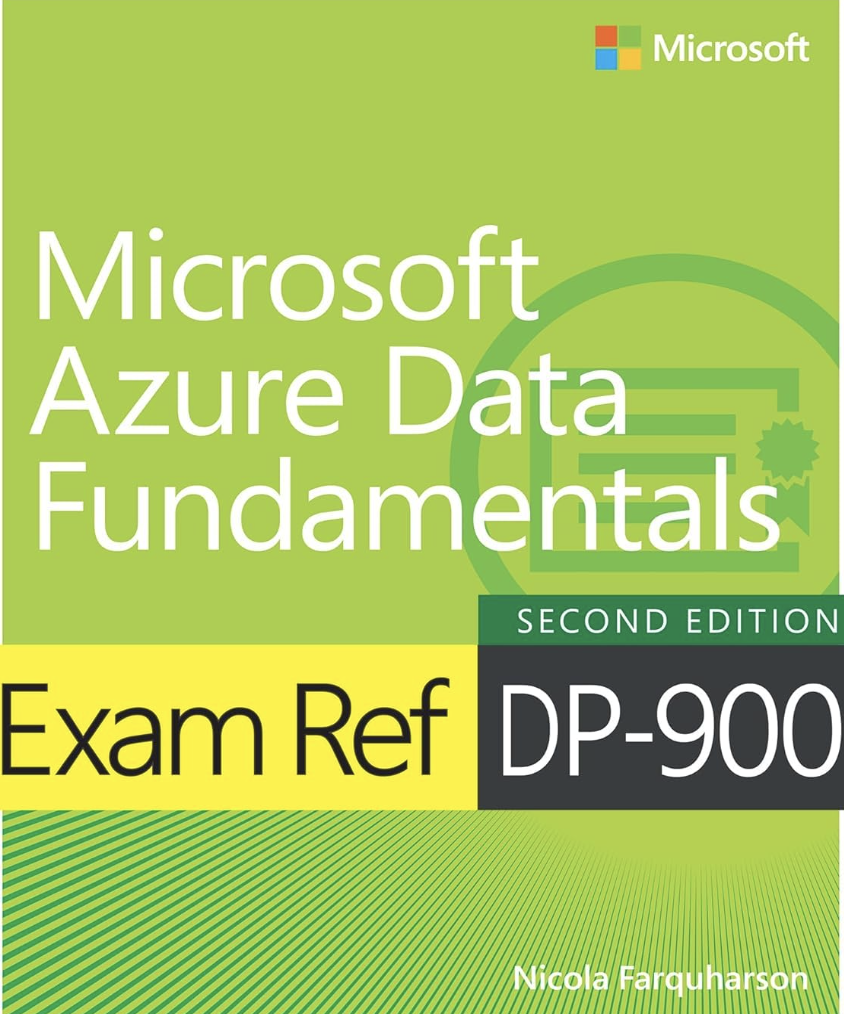 Microsoft
Microsoft
Azure Data
Fundamentals
SECOND EDITION
Exam Ref DP-900
Nicola Farquharson